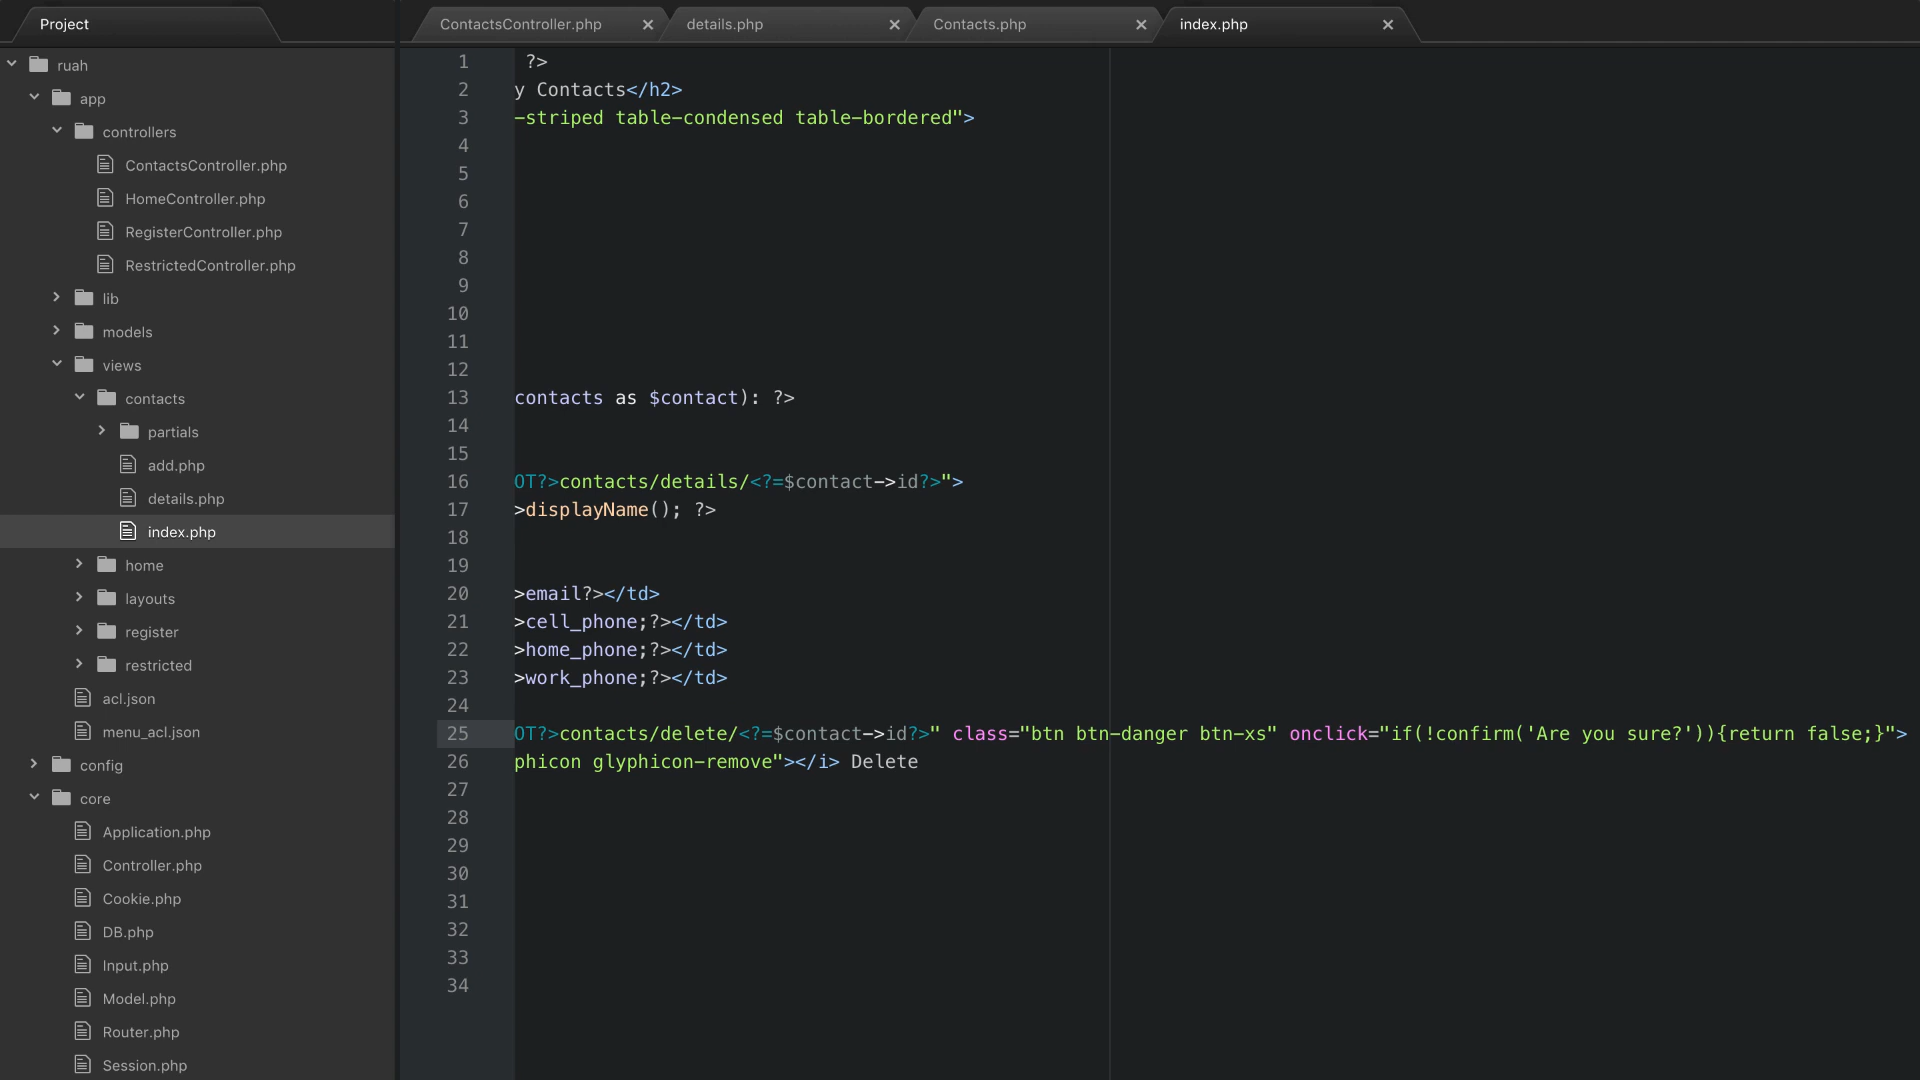 Project
ruah
app
controllers
ContactsController.php
HomeController.php
RegisterController.php
RestrictedController.php
lib
models
views
contacts
partials
add.php
details.php
index.php
home
layouts
register
restricted
acl.json
menu_acl.json
config
core
Application.php
Controller.php
Cookie.php
DB.php
Input.php
Model.php
Router.php
Session.php
ContactsController.php × details.php × Contacts.php × index.php ×
1 ?>
2 y Contacts</h2>
3 -striped table-condensed table-bordered">
4
5
6
7
8
9
10
11
12
13 contacts as $contact): ?>
14
15
16 OT?>contacts/details/<?=$contact->id?>">
17 >displayName(); ?>
18
19
20 >email?></td>
21 >cell_phone;?></td>
22 >home_phone;?></td>
23 >work_phone;?></td>
24
25 OT?>contacts/delete/<?=$contact->id?>" class="btn btn-danger btn-xs" onclick="if(!confirm('Are you sure?')){return false;}">
26 phicon glyphicon-remove"></i> Delete
27
28
29
30
31
32
33
34